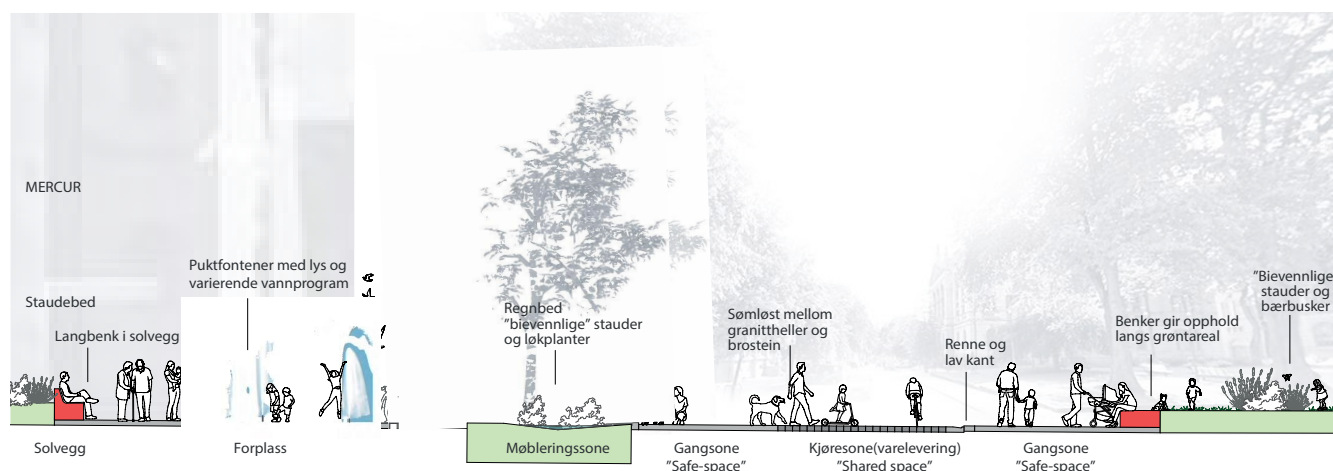 MERCUR
Puktfontener med lys og
varierende vannprogram
Staudebed
Langbenk i solvegg
Regnbed
"bievennlige" stauder
og løkplanter
Sømløst mellom
granittheller og
brostein
Renne og
lav kant
Benker gir opphold
langs grøntareal
"Bievennlige
stauder og
bærbusker
Solvegg
Forplass
Møbleringssone
Gangsone
"Safe-space"
Kjøresone(varelevering)
"Shared space"
Gangsone
"Safe-space"